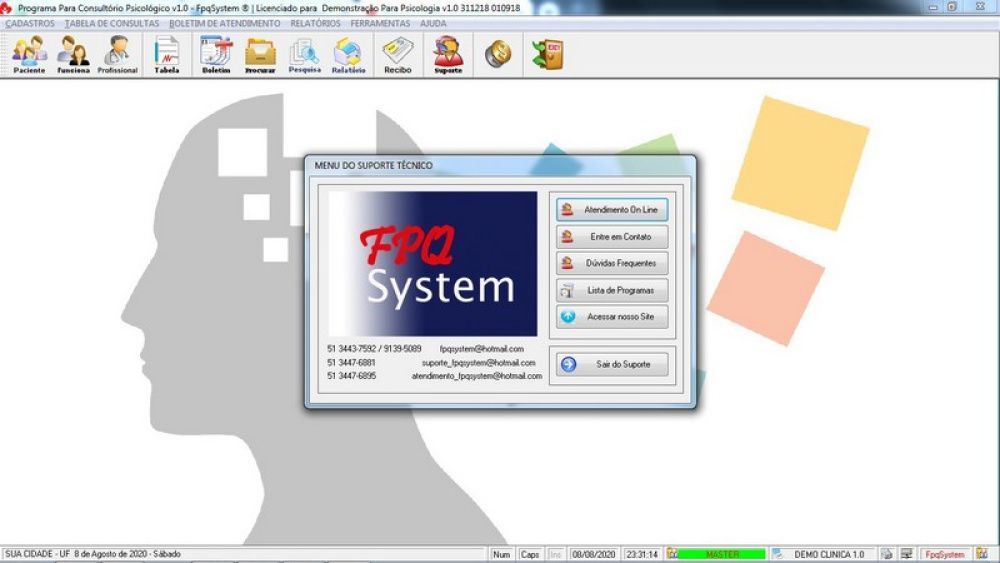 Programa Para Consultório Psicológico v1.0 - FpqSystem ® | Licenciado para Demonstração Para Psicologia v1.0 311218 010918
CADASTROS TABELA DE CONSULTAS BOLETIM DE ATENDIMENTO RELATÓRIOS FERRAMENTAS AJUDA
Paciente Funciona Profissional Tabela Boletim Procurar Pesquisa Relatório Recibo Suporte
EXIT
MENU DO SUPORTE TÉCNICO
FPQ
System
Atendimento On Line
Entre em Contato
Dúvidas Frequentes
Lista de Programas
Acessar nosso Site
Sair do Suporte
51 3443-7592 / 9139-5089 fpqsystem@hotmail.com
51 3447-6881 suporte_fpqsystem@hotmail.com
51 3447-6895 atendimento_fpqsystem@hotmail.com
SUA CIDADE - UF 8 de Agosto de 2020 - Sábado Num Caps Ins 08/08/2020 23:31:14 MASTER DEMO CLINICA 1.0 FpqSystem